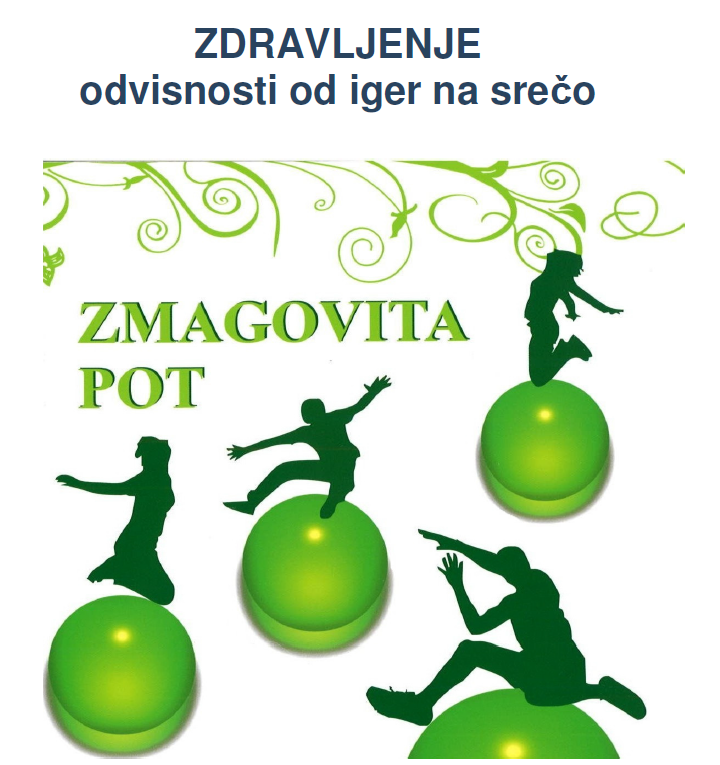 ZDRAVLJENJE
odvisnosti od iger na srečo
ZMAGOVITA
POT